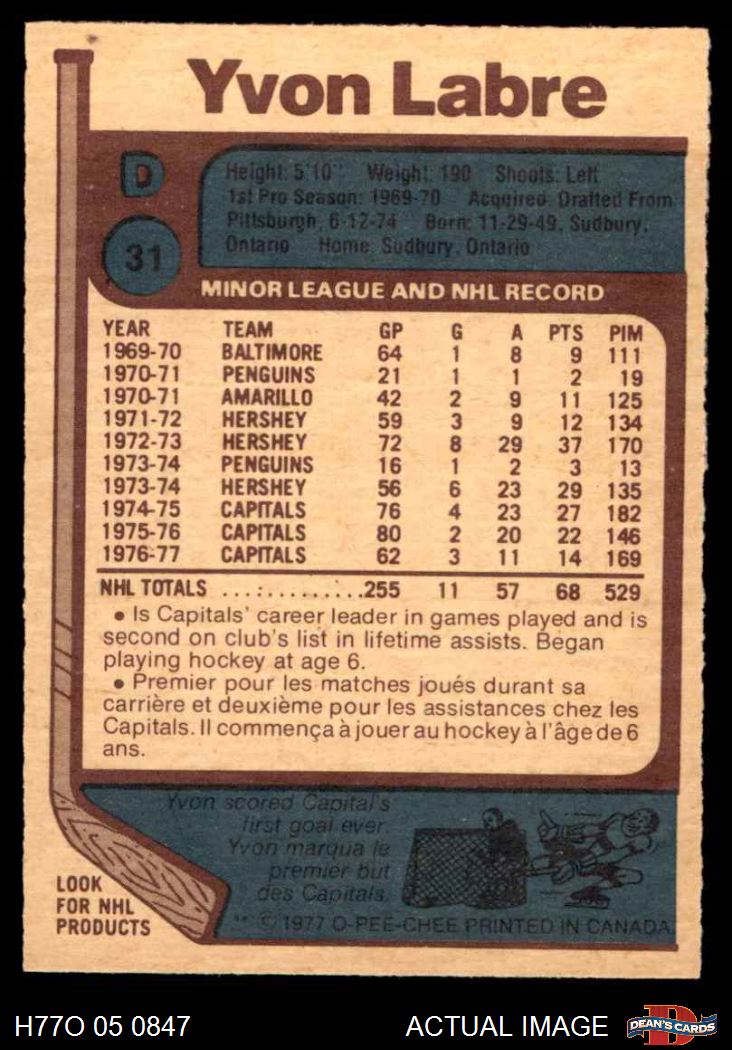 Yvon Labre
D
31
Height: 5'10" Weight: 190 Shoots: Left
1st Pro Season: 1969-70 Acquired: Drafted From
Pittsburgh, 6-12-74 Born: 11-29-49, Sudbury,
Ontario Home: Sudbury, Ontario
MINOR LEAGUE AND NHL RECORD
YEAR TEAM GP G A PTS PIM
1969-70 BALTIMORE 64 1 8 9 111
1970-71 PENGUINS 21 1 1 2 19
1970-71 AMARILLO 42 2 9 11 125
1971-72 HERSHEY 59 3 9 12 134
1972-73 HERSHEY 72 8 29 37 170
1973-74 PENGUINS 16 1 2 3 13
1973-74 HERSHEY 56 6 23 29 135
1974-75 CAPITALS 76 4 23 27 182
1975-76 CAPITALS 80 2 20 22 146
1976-77 CAPITALS 62 3 11 14 169
NHL TOTALS ...:..........255 11 57 68 529
• Is Capitals' career leader in games played and is
second on club's list in lifetime assists. Began
playing hockey at age 6.
• Premier pour les matches joués durant sa
carrière et deuxième pour les assistances chez les
Capitals. Il commença à jouer au hockey à l'âge de 6
ans.
Yvon scored Capital's
first goal ever.
Yvon marqua le
premier but
des Capitals.
LOOK
FOR NHL
PRODUCTS
** © 1977 O-PEE-CHEE PRINTED IN CANADA
H77O 05 0847 ACTUAL IMAGE
D
DEAN'S CARDS